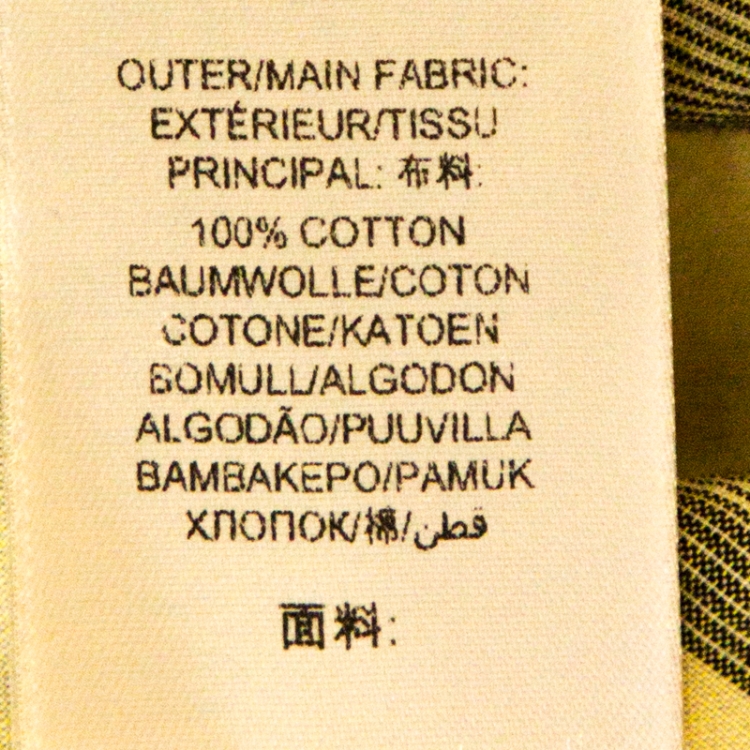 OUTER/MAIN FABRIC:
EXTÉRIEUR/TISSU
PRINCIPAL: 布料:
100% COTTON
BAUMWOLLE/COTON
COTONE/KATOEN
BOMULL/ALGODON
ALGODÃO/PUUVILLA
BAMBAKEPO/PAMUK
ХПОПОК/棉/قطن
面料: